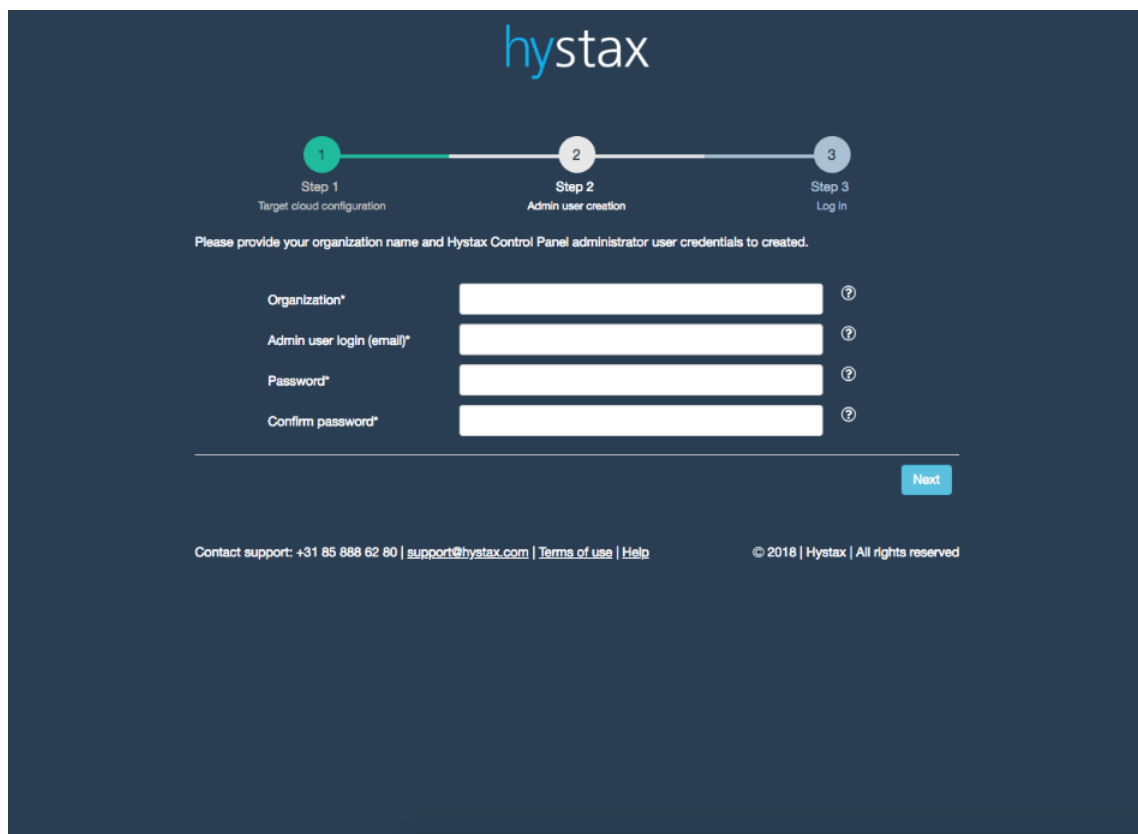 hystax
1 2 3
Step 1 Step 2 Step 3
Target cloud configuration Admin user creation Log in
Please provide your organization name and Hystax Control Panel administrator user credentials to created.
Organization*
Admin user login (email)*
Password*
Confirm password*
Next
Contact support: +31 85 888 62 80 | support@hystax.com | Terms of use | Help © 2018 | Hystax | All rights reserved